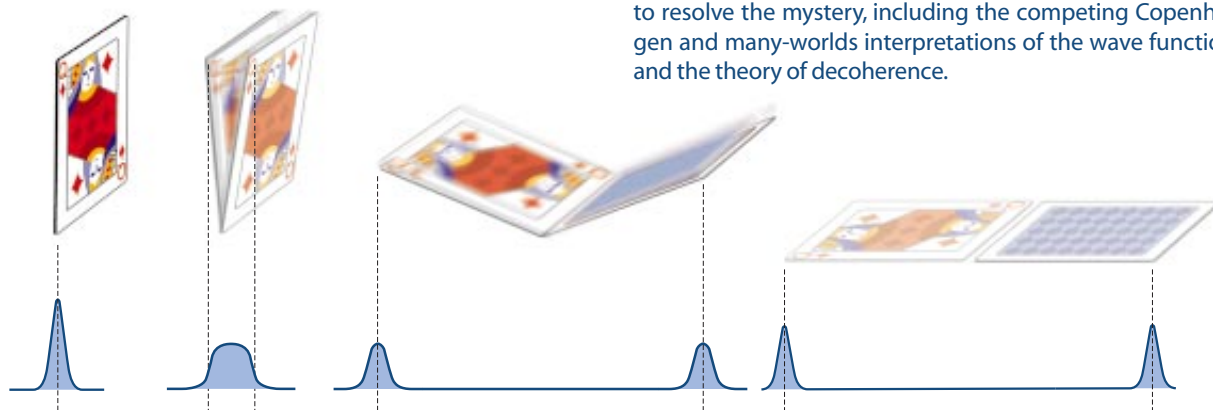 to resolve the mystery, including the competing Copenh
gen and many-worlds interpretations of the wave functio
and the theory of decoherence.